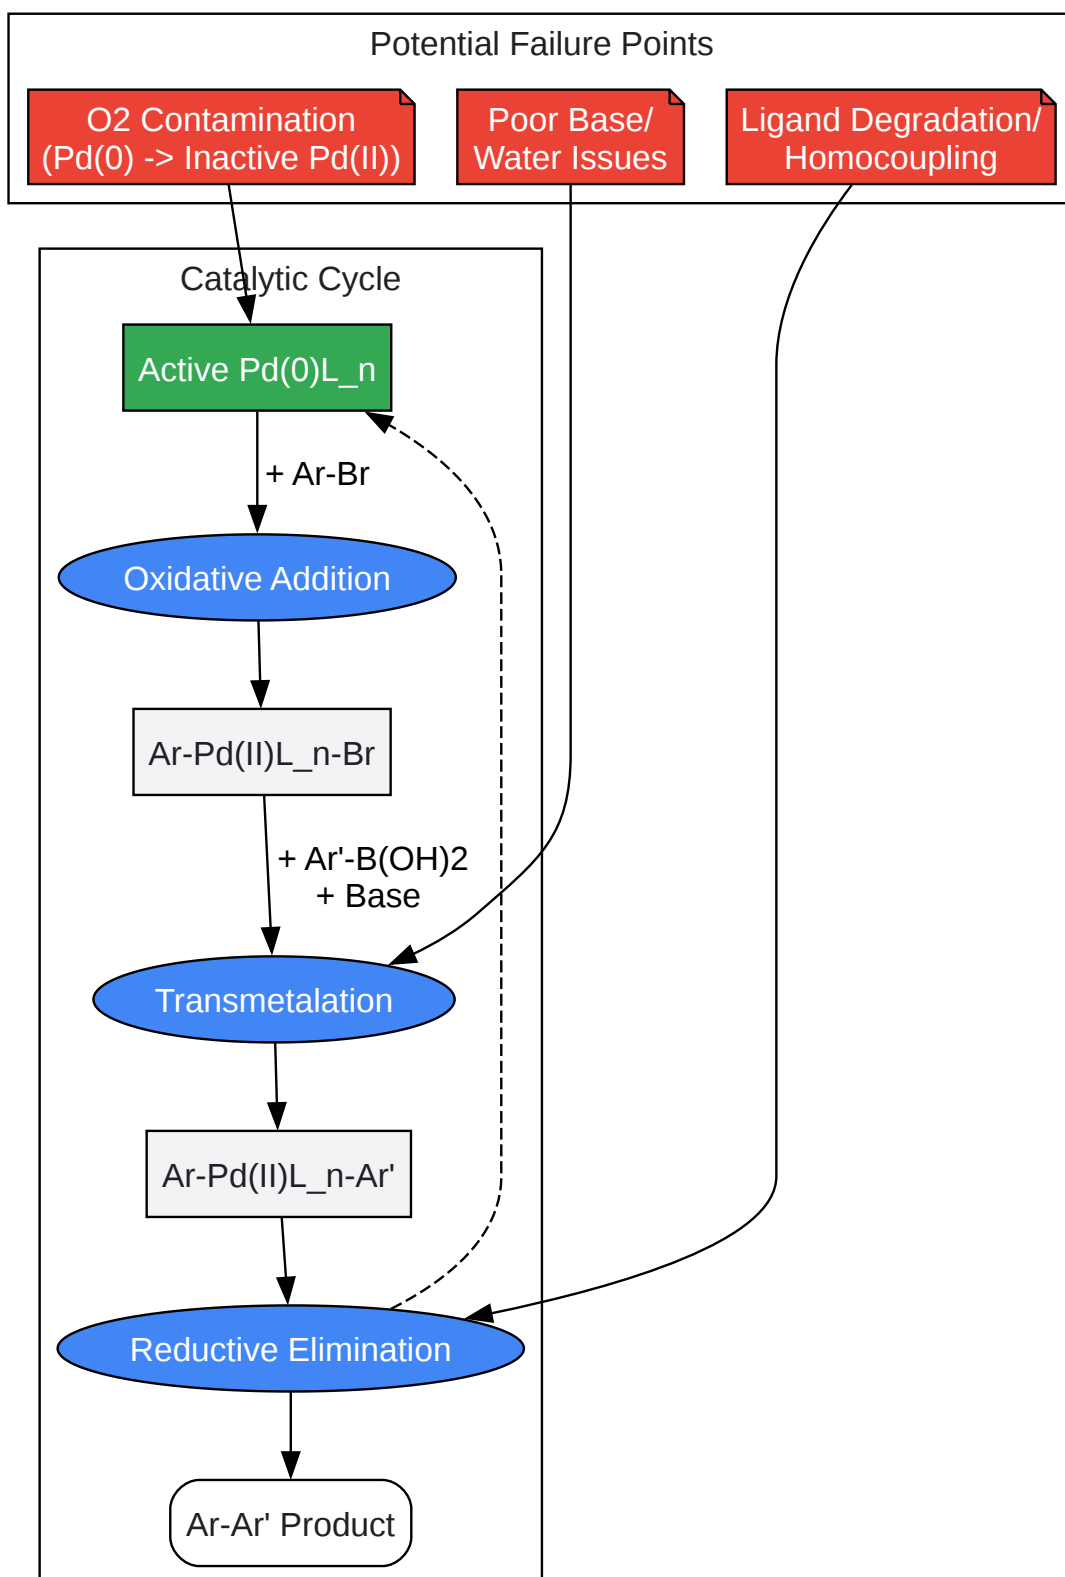 Potential Failure Points
O2 Contamination
(Pd(0) -> Inactive Pd(II))
Poor Base/
Water Issues
Ligand Degradation/
Homocoupling
Catalytic Cycle
Active Pd(0)L_n
+ Ar-Br
Oxidative Addition
Ar-Pd(II)L_n-Br
+ Ar'-B(OH)2
+ Base
Transmetalation
Ar-Pd(II)L_n-Ar'
Reductive Elimination
Ar-Ar' Product